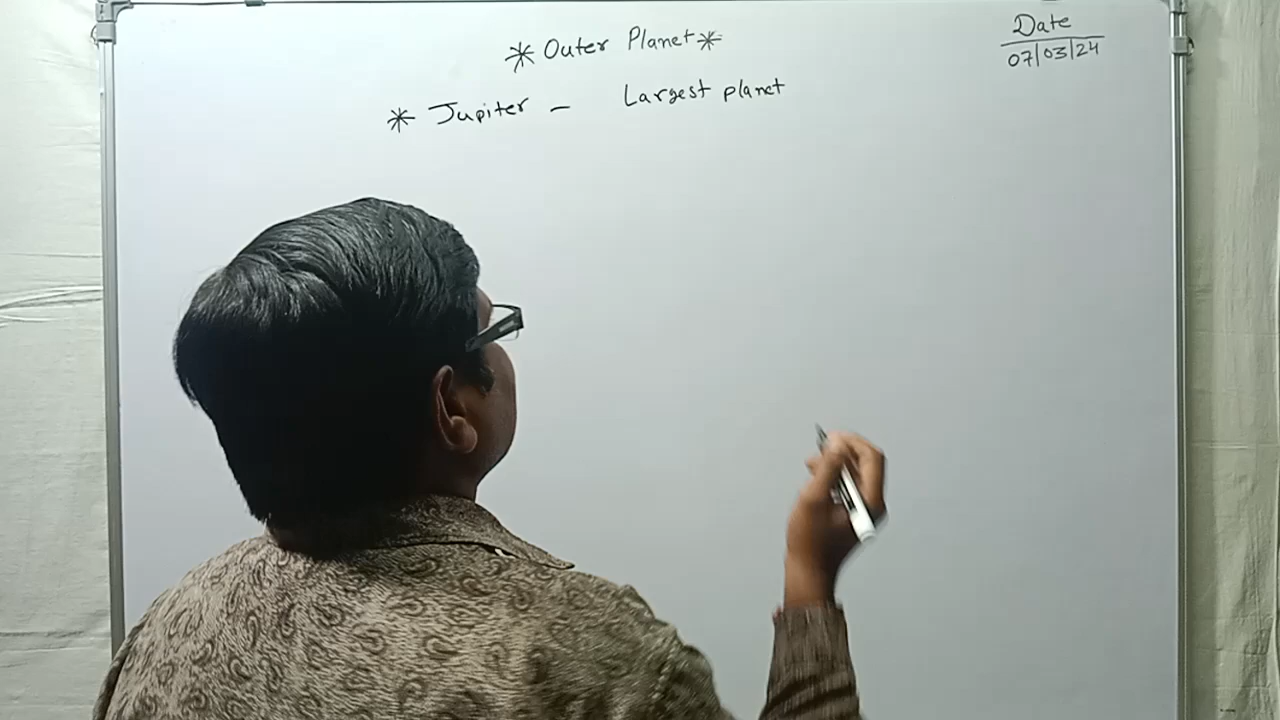 * Outer Planet *
Date
07/03/24
* Jupiter - Largest planet